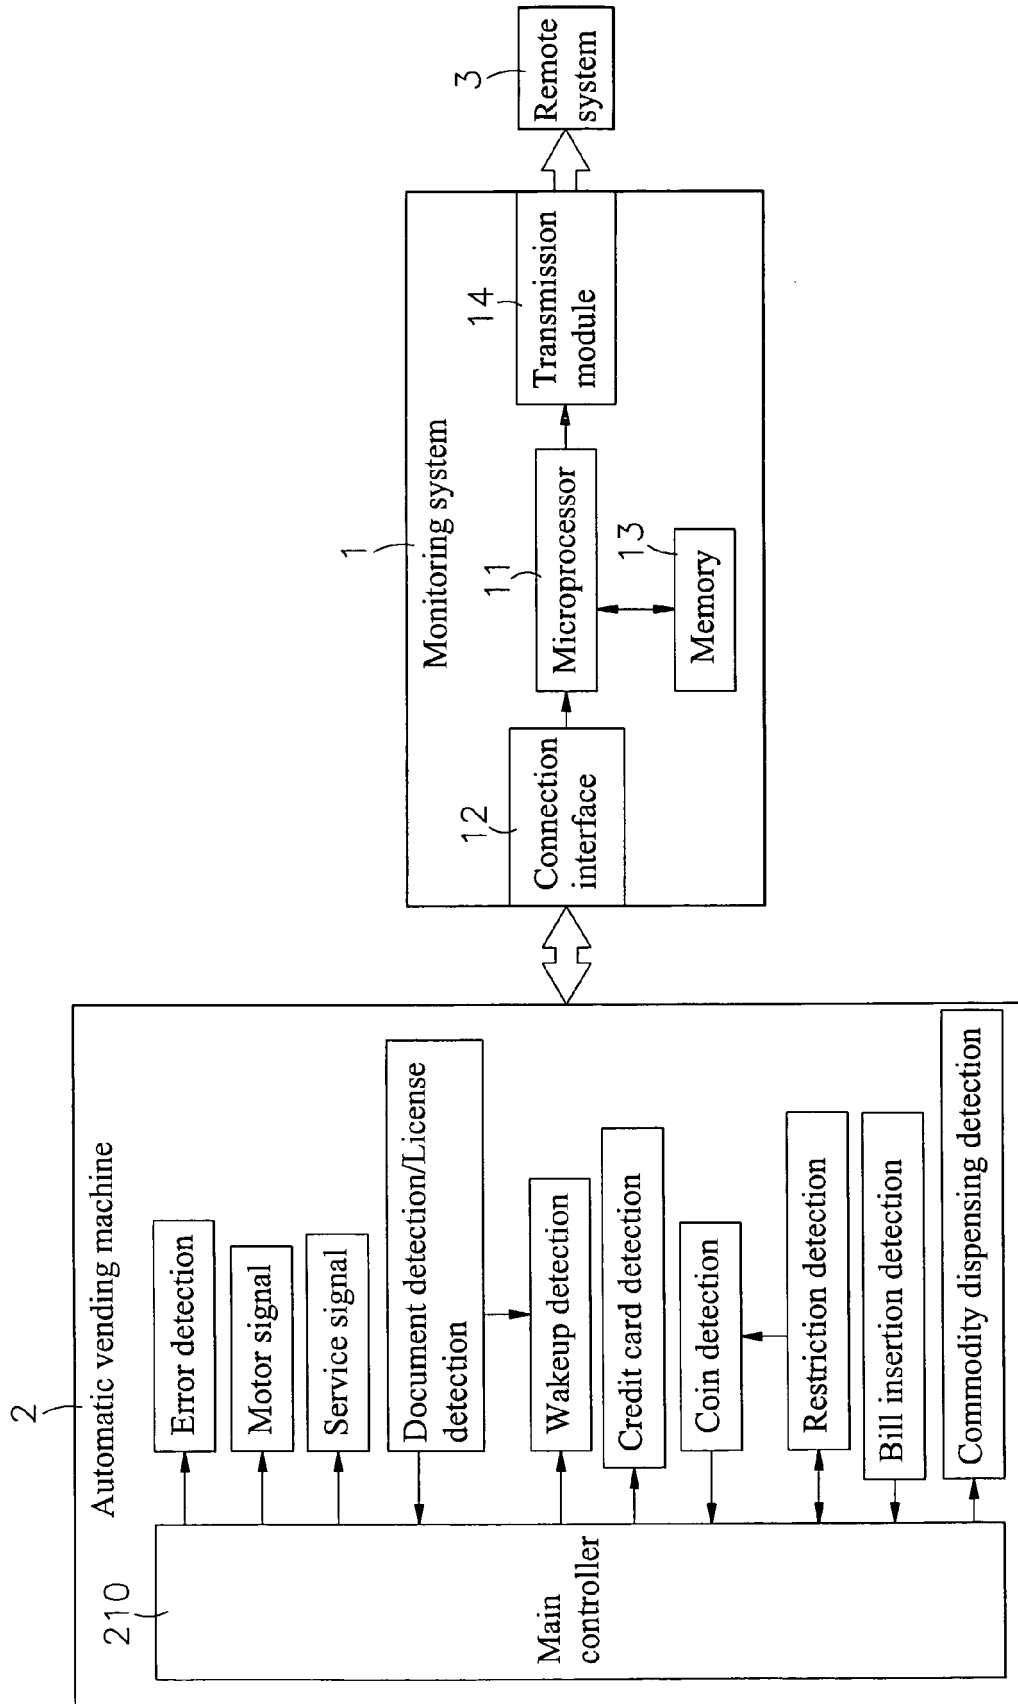 2
Automatic vending machine
210
Main
controller
Error detection
Motor signal
Service signal
Document detection/License
detection
Wakeup detection
Credit card detection
Coin detection
Restriction detection
Bill insertion detection
Commodity dispensing detection
1
Monitoring system
12
Connection
interface
11
Microprocessor
13
Memory
14
Transmission
module
3
Remote
system